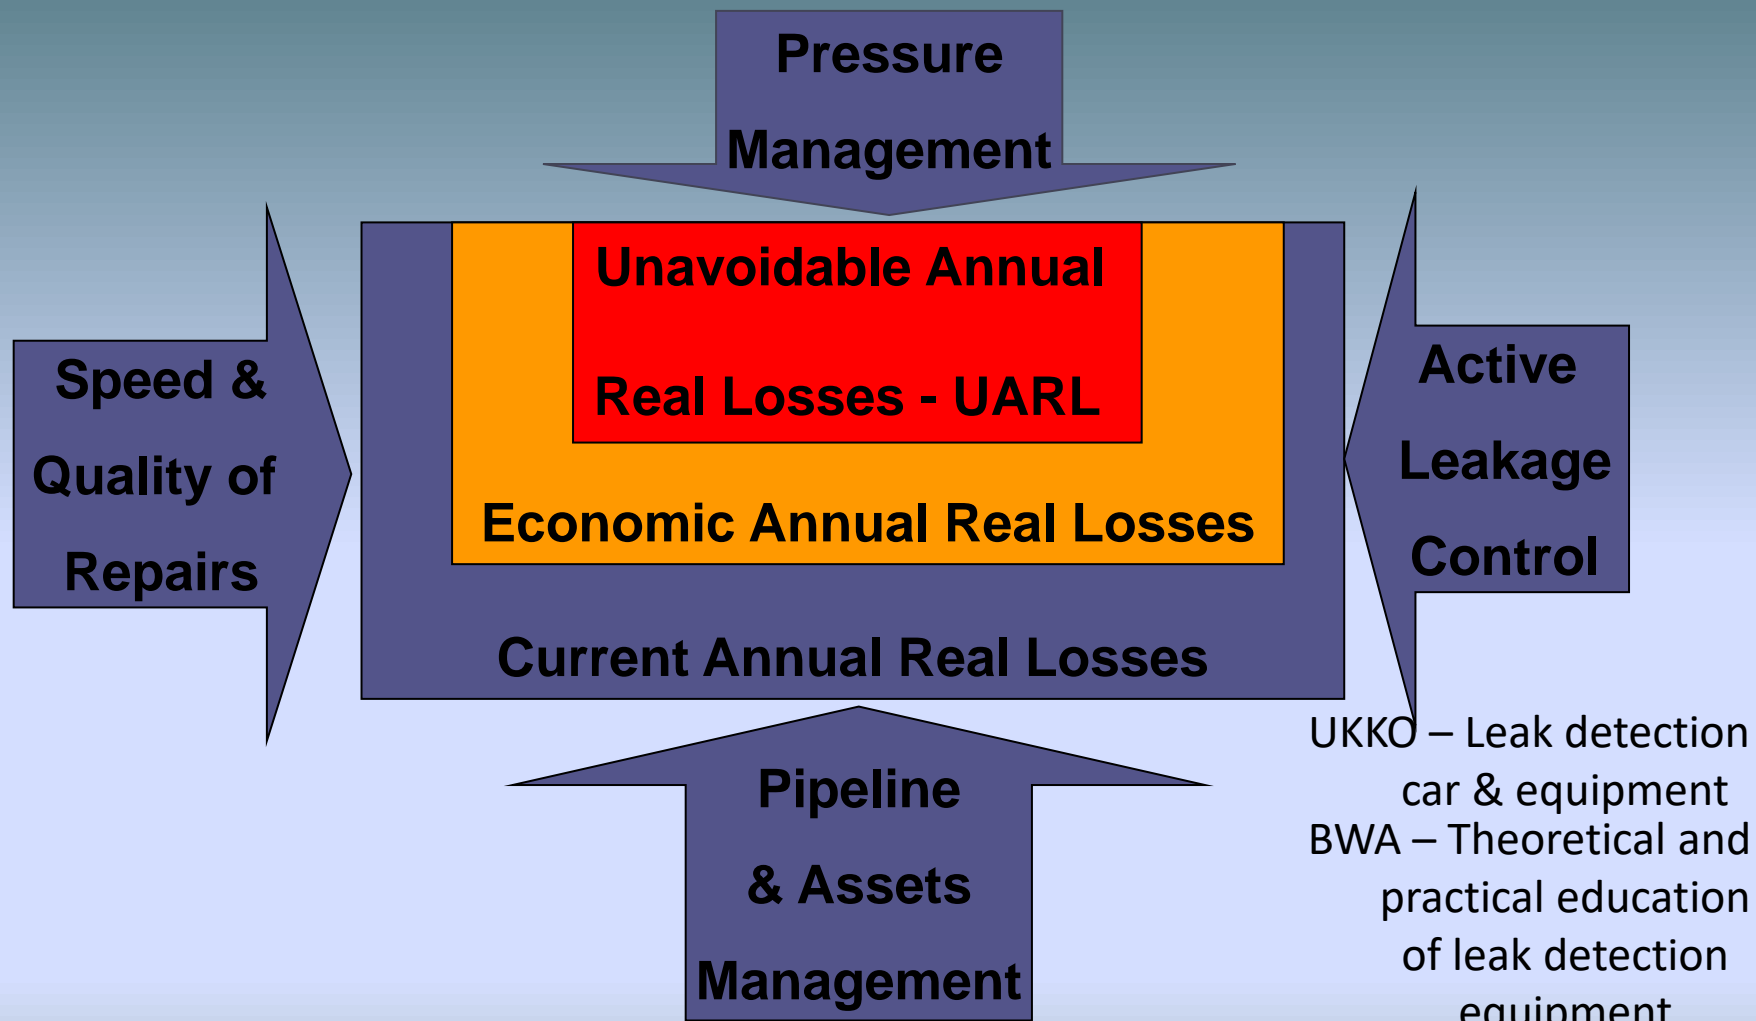 Pressure
Management
Unavoidable Annual
Real Losses - UARL
Economic Annual Real Losses
Current Annual Real Losses
Speed &
Quality of
Repairs
Active
Leakage
Control
Pipeline
& Assets
Management
UKKO – Leak detection
car & equipment
BWA – Theoretical and
practical education
of leak detection
equipment